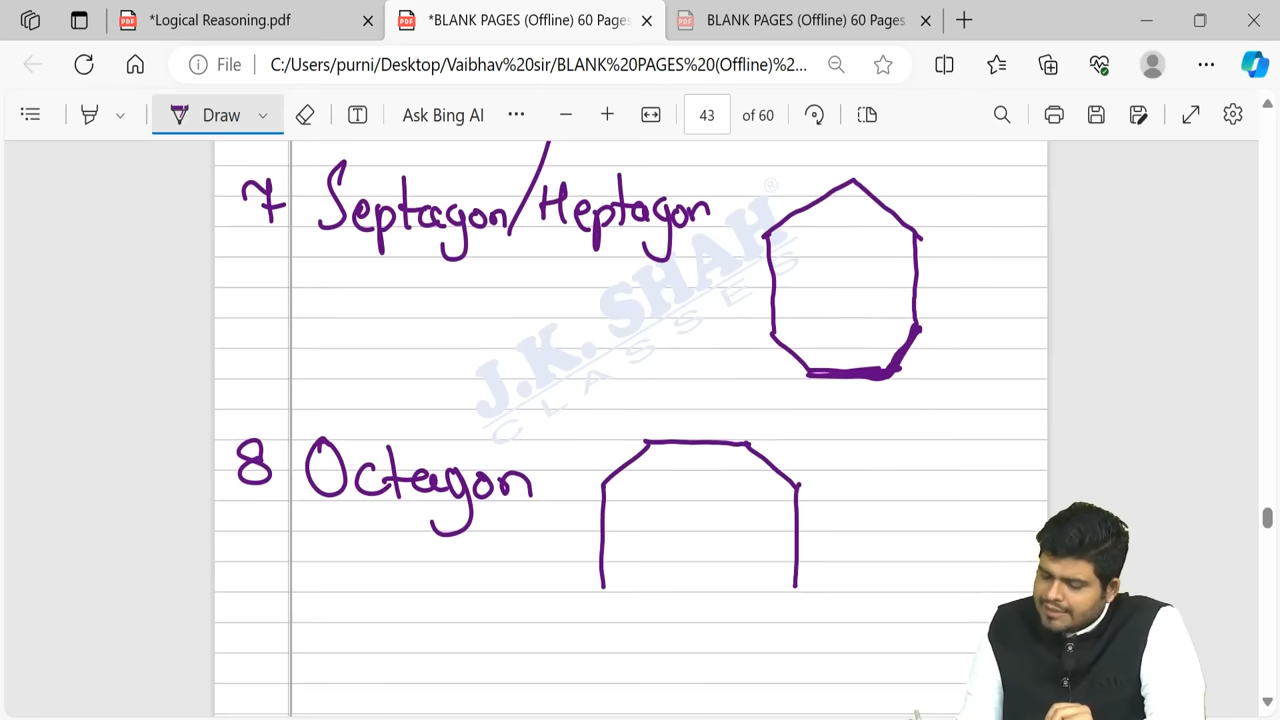 *Logical Reasoning.pdf
*BLANK PAGES (Offline) 60 Pages
BLANK PAGES (Offline) 60 Pages
File
C:/Users/purni/Desktop/Vaibhav%20sir/BLANK%20PAGES%20(Offline)%2...
Draw
Ask Bing AI
43 of 60
7 Septagon/Heptagon
J.K. SHAH ®
CLASSES
8 Octagon